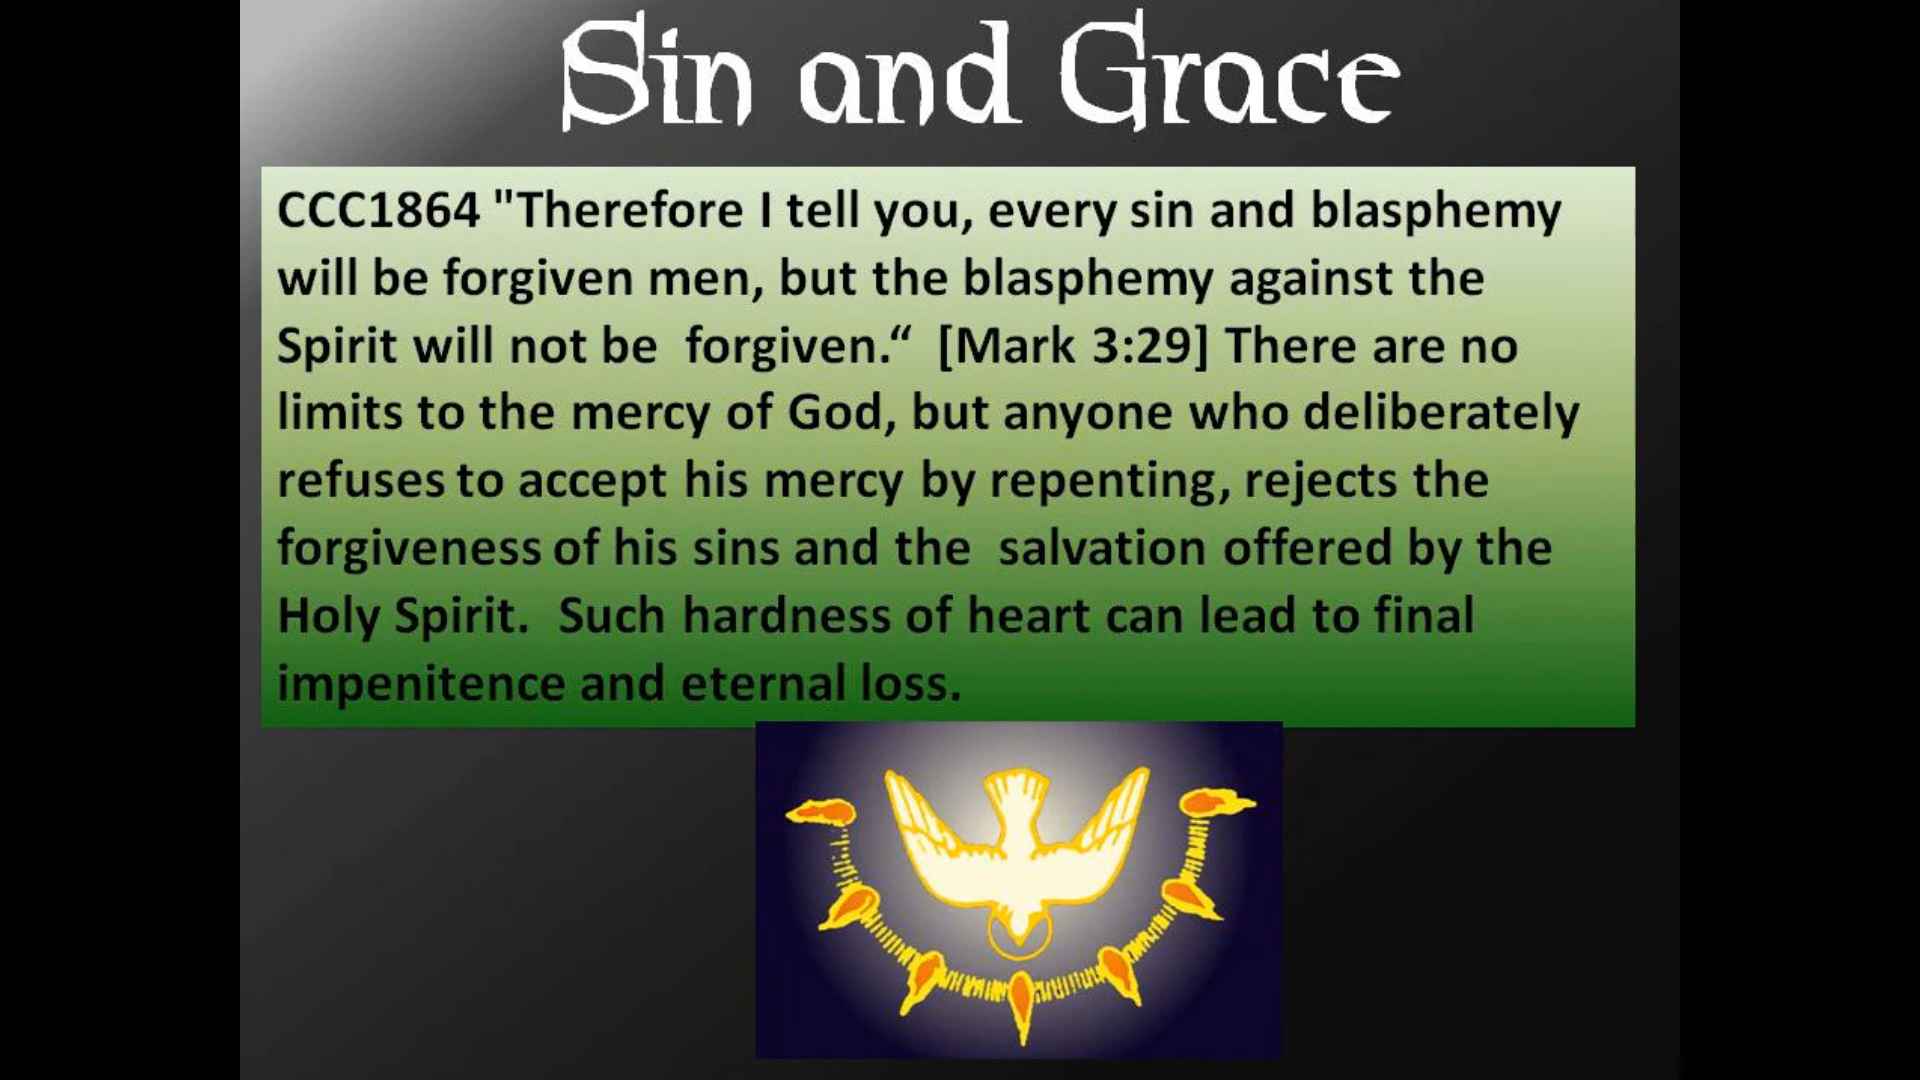 Sin and Grace
CCC1864 "Therefore I tell you, every sin and blasphemy
will be forgiven men, but the blasphemy against the
Spirit will not be  forgiven.“  [Mark 3:29] There are no
limits to the mercy of God, but anyone who deliberately
refuses to accept his mercy by repenting, rejects the
forgiveness of his sins and the  salvation offered by the
Holy Spirit.  Such hardness of heart can lead to final
impenitence and eternal loss.